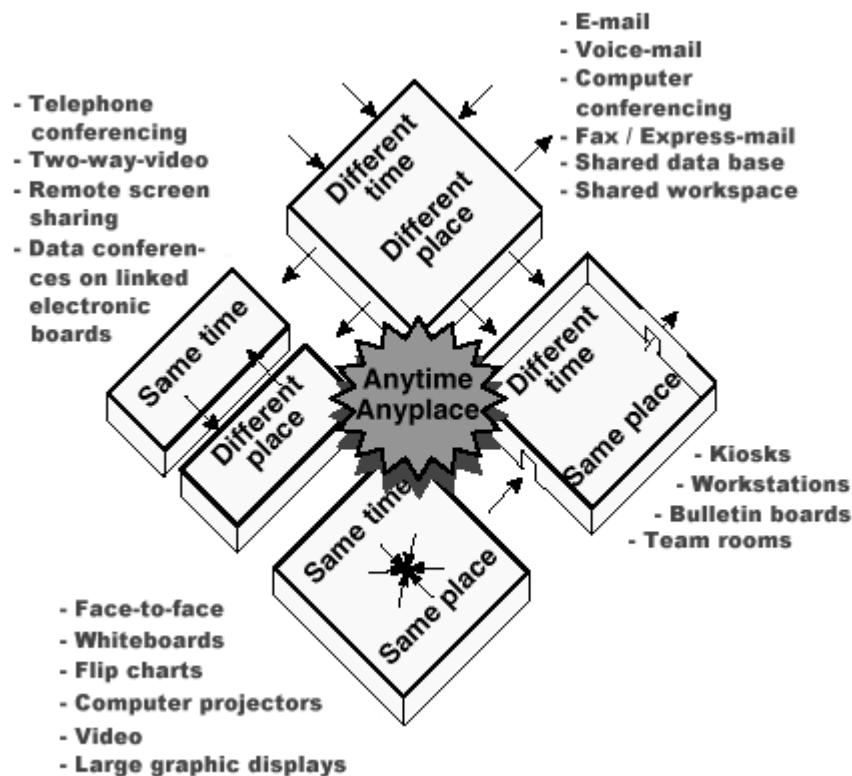 - E-mail
- Voice-mail
- Computer
conferencing
- Fax / Express-mail
- Shared data base
- Shared workspace
- Telephone
conferencing
- Two-way-video
- Remote screen
sharing
- Data conferen-
ces on linked
electronic
boards
Different
time
Different
place
Same time
Different
place
Anytime
Anyplace
Different
time
Same place
- Kiosks
- Workstations
- Bulletin boards
- Team rooms
Same time
Same place
- Face-to-face
- Whiteboards
- Flip charts
- Computer projectors
- Video
- Large graphic displays